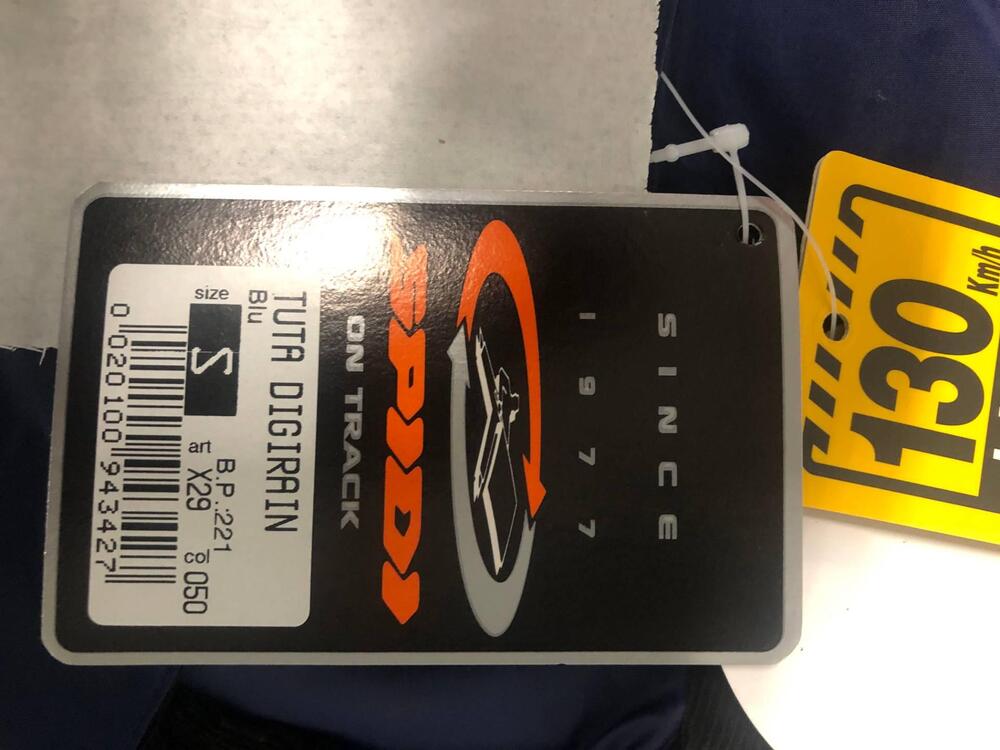 SINCE
1977
SPIDI
ON TRACK
TUTA DIGIRAIN
Blu
B.P.:221
size S art X29 col 050
0 020100 943427
130 Km/h